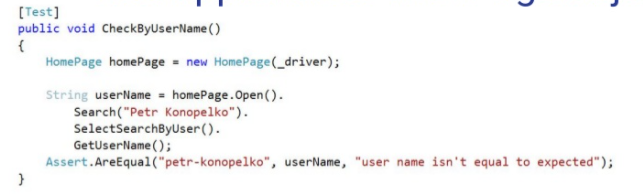 [Test]
public void CheckByUserName()
{
    HomePage homePage = new HomePage(_driver);

    String userName = homePage.Open().
        Search("Petr Konopelko").
        SelectSearchByUser().
        GetUserName();
    Assert.AreEqual("petr-konopelko", userName, "user name isn't equal to expected");
}